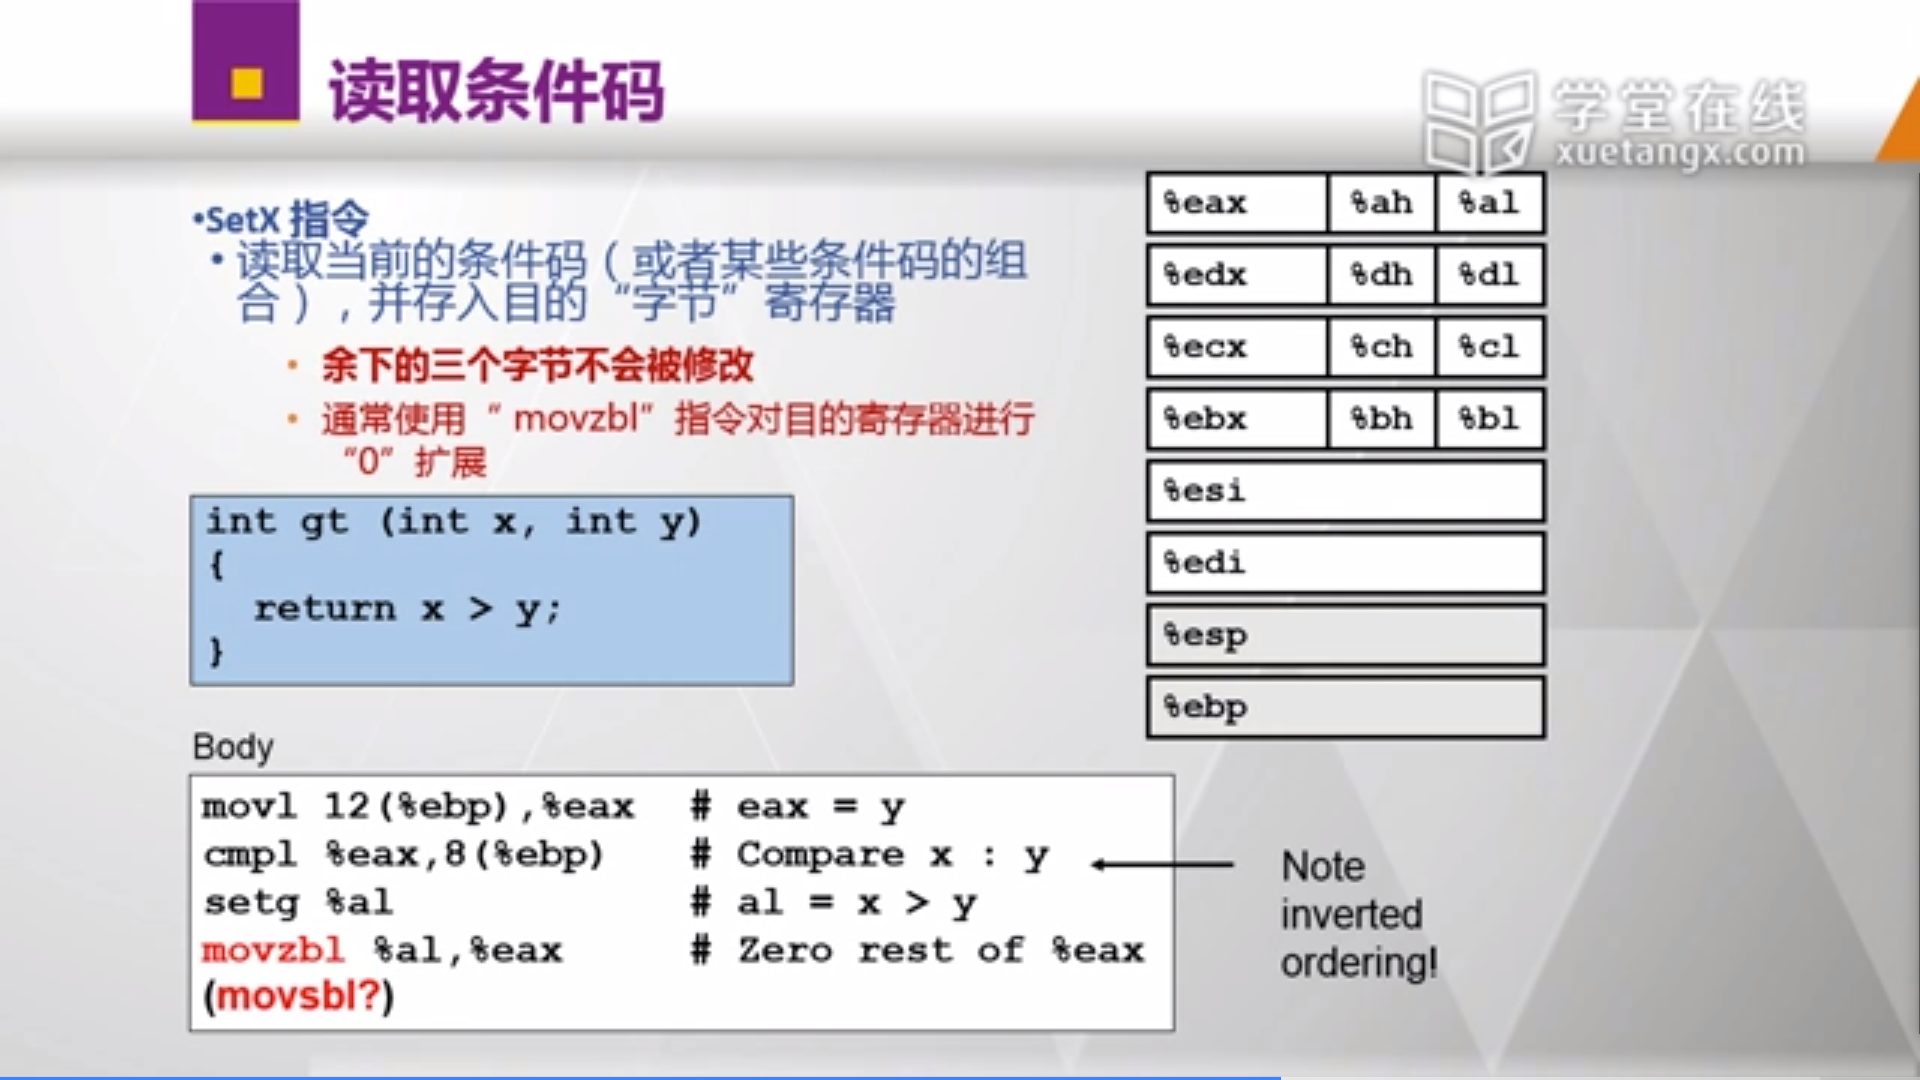 读取条件码
学堂在线
xuetangx.com
•SetX 指令
• 读取当前的条件码（或者某些条件码的组
合），并存入目的“字节”寄存器
• 余下的三个字节不会被修改
• 通常使用“ movzbl”指令对目的寄存器进行
“0”扩展
int gt (int x, int y)
{
return x > y;
}
Body
movl 12(%ebp),%eax # eax = y
cmpl %eax,8(%ebp) # Compare x : y
setg %al # al = x > y
movzbl %al,%eax # Zero rest of %eax
(movsbl?)
%eax %ah %al
%edx %dh %dl
%ecx %ch %cl
%ebx %bh %bl
%esi
%edi
%esp
%ebp
Note
inverted
ordering!